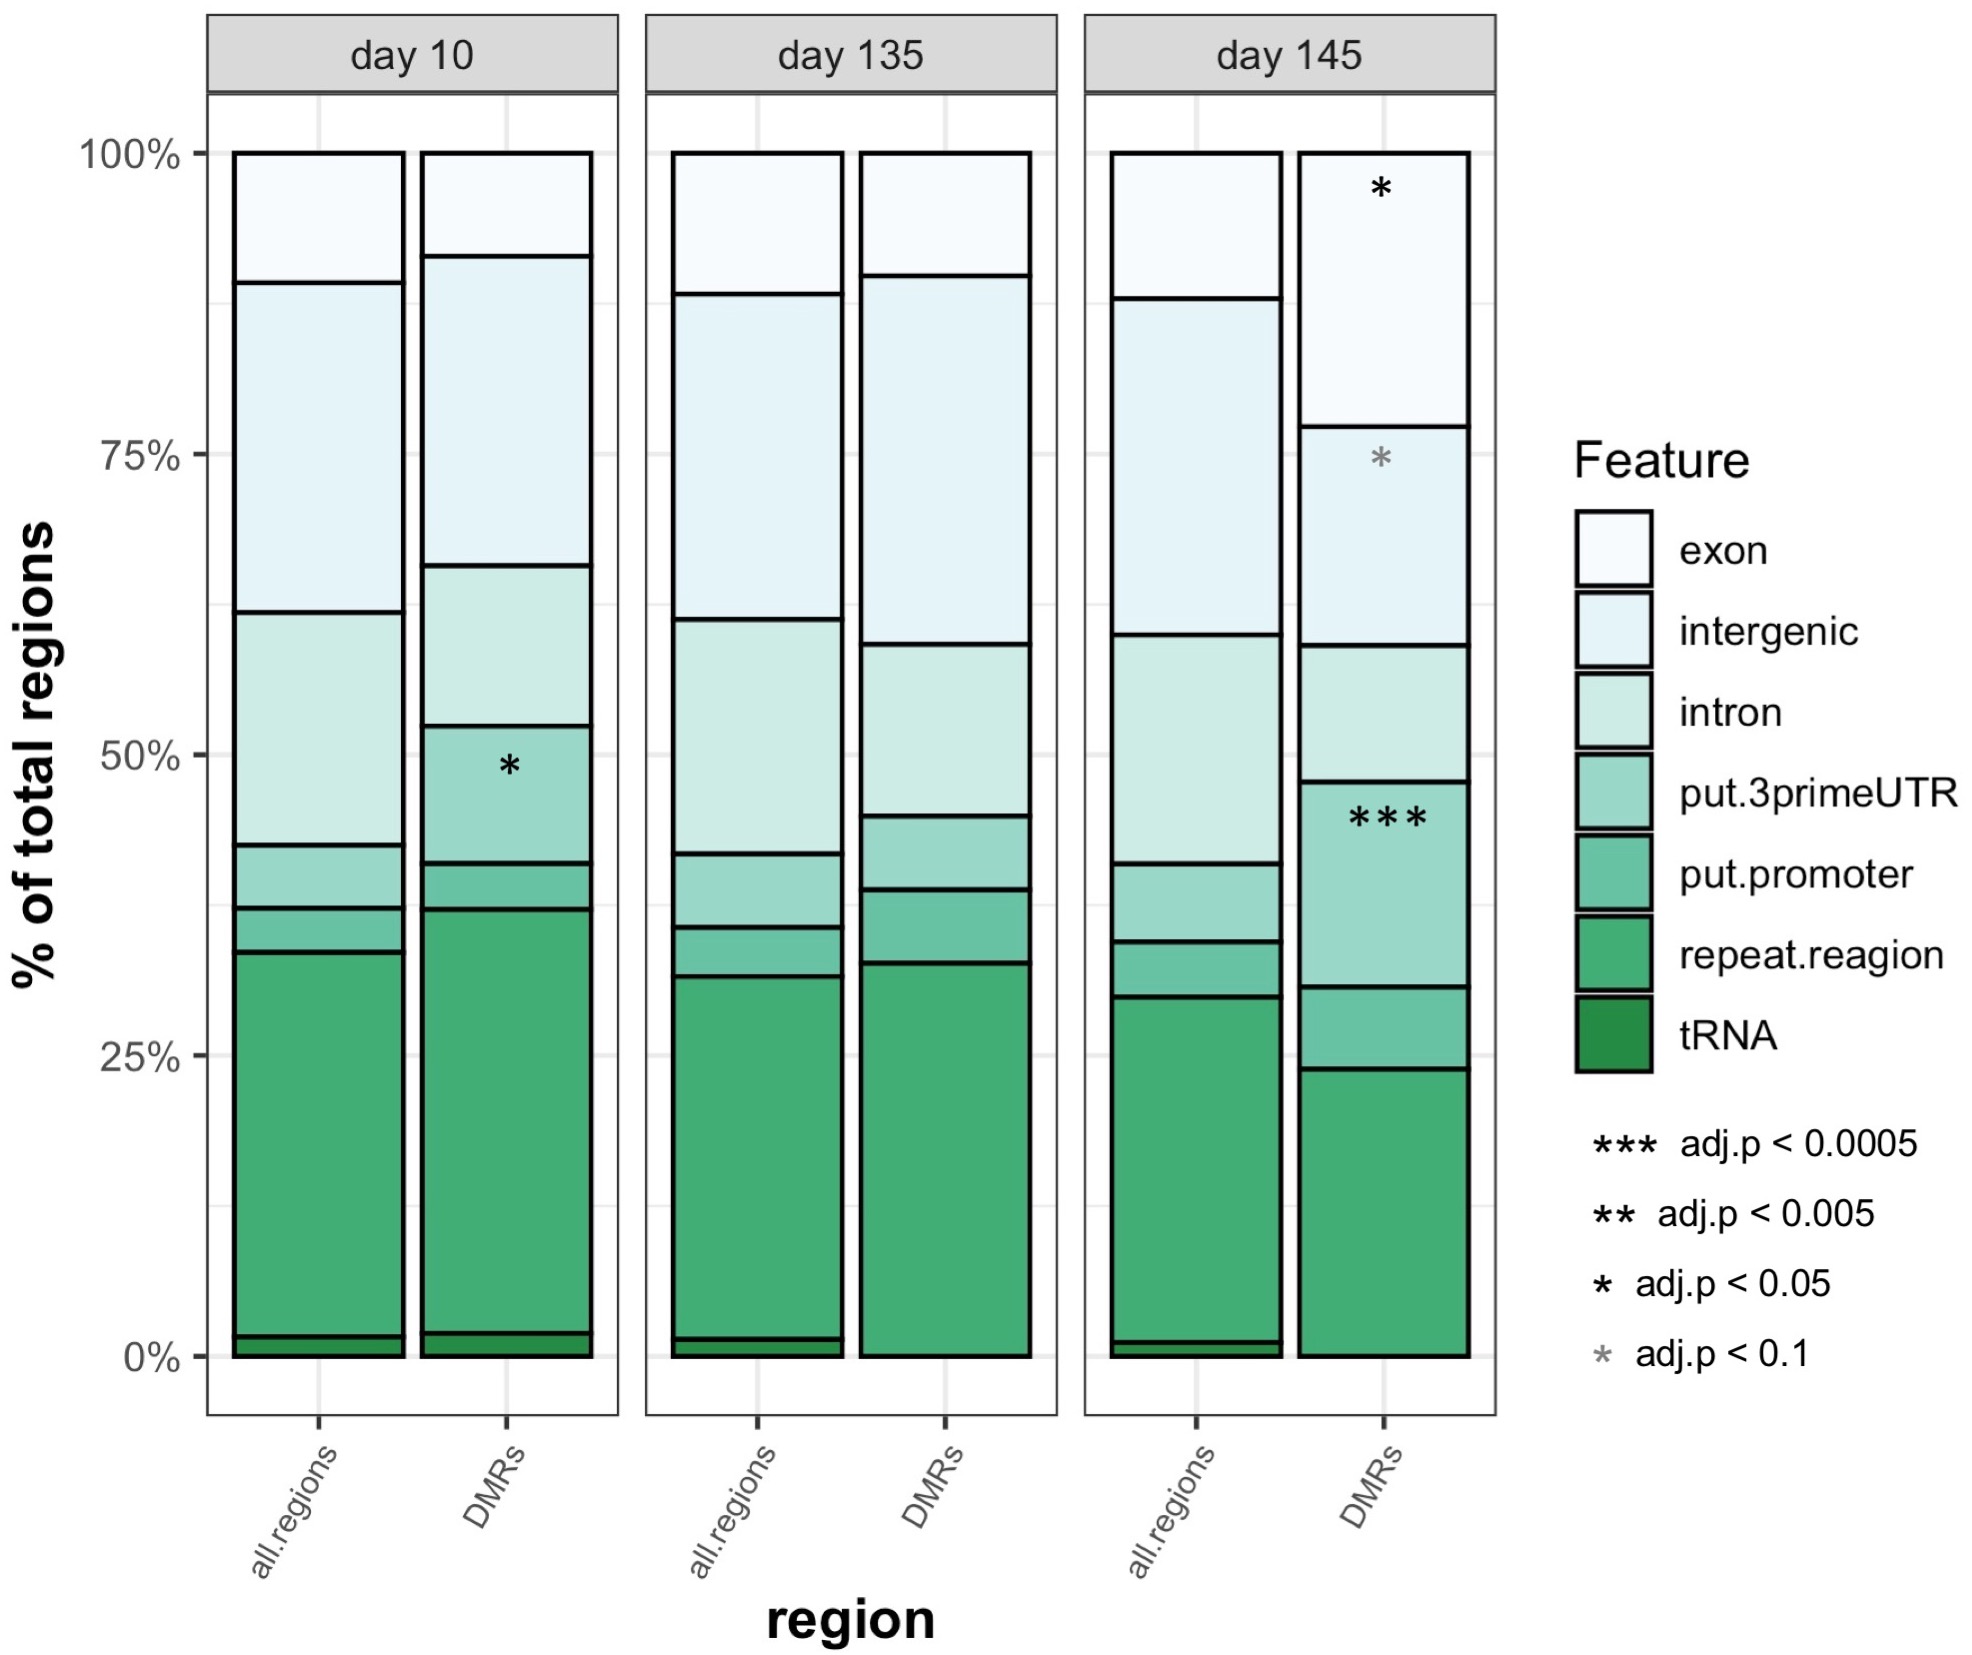 day 10
day 135
day 145
% of total regions
100%
75%
50%
25%
0%
*
*
*
***
all.regions
DMRs
all.regions
DMRs
all.regions
DMRs
region
Feature
exon
intergenic
intron
put.3primeUTR
put.promoter
repeat.reagion
tRNA
*** adj.p < 0.0005
** adj.p < 0.005
* adj.p < 0.05
* adj.p < 0.1